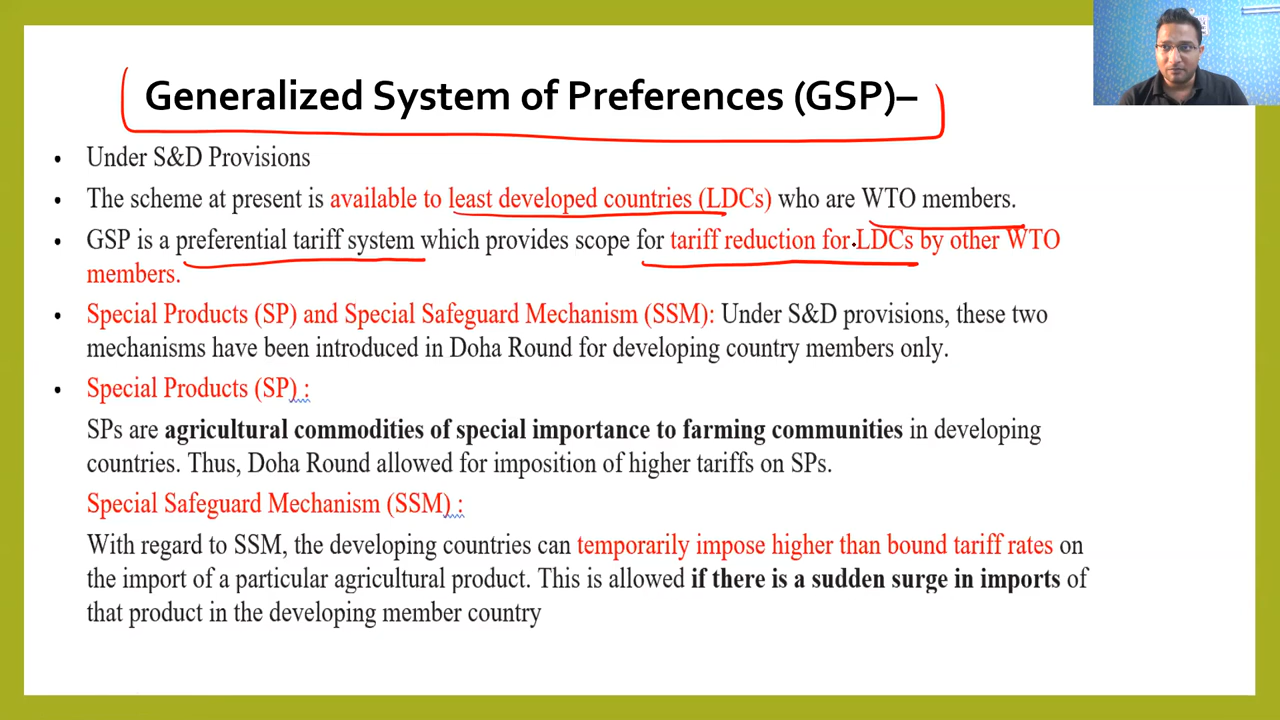 Generalized System of Preferences (GSP)–
• Under S&D Provisions
• The scheme at present is available to least developed countries (LDCs) who are WTO members.
• GSP is a preferential tariff system which provides scope for tariff reduction for LDCs by other WTO
members.
• Special Products (SP) and Special Safeguard Mechanism (SSM): Under S&D provisions, these two
mechanisms have been introduced in Doha Round for developing country members only.
• Special Products (SP) :
SPs are agricultural commodities of special importance to farming communities in developing
countries. Thus, Doha Round allowed for imposition of higher tariffs on SPs.
Special Safeguard Mechanism (SSM) :
With regard to SSM, the developing countries can temporarily impose higher than bound tariff rates on
the import of a particular agricultural product. This is allowed if there is a sudden surge in imports of
that product in the developing member country